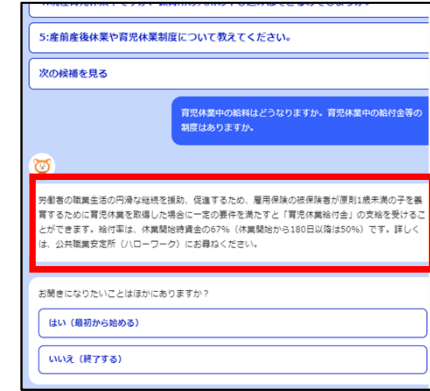 5:産前産後休業や育児休業制度について教えてください。
次の候補を見る
育児休業中の給料はどうなりますか。育児休業中の給付金等の
制度はありますか。
労働者の職業生活の円滑な継続を援助、促進するため、雇用保険の被保険者が原則1歳未満の子を養
育するために育児休業を取得した場合に一定の要件を満たすと「育児休業給付金」の支給を受けるこ
とができます。給付率は、休業開始時賃金の67%（休業開始から180日以降は50%）です。詳しく
は、公共職業安定所（ハローワーク）にお尋ねください。
お聞きになりたいことはほかにありますか？
はい（最初から始める）
いいえ（終了する）